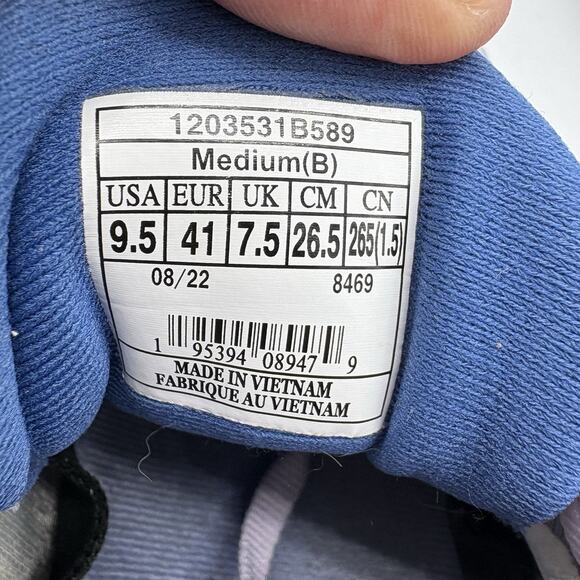 1203531B589
Medium(B)
USA EUR UK CM CN
9.5 41 7.5 26.5 265(1.5)
08/22 8469
1 95394 08947 9
MADE IN VIETNAM
FABRIQUE AU VIETNAM